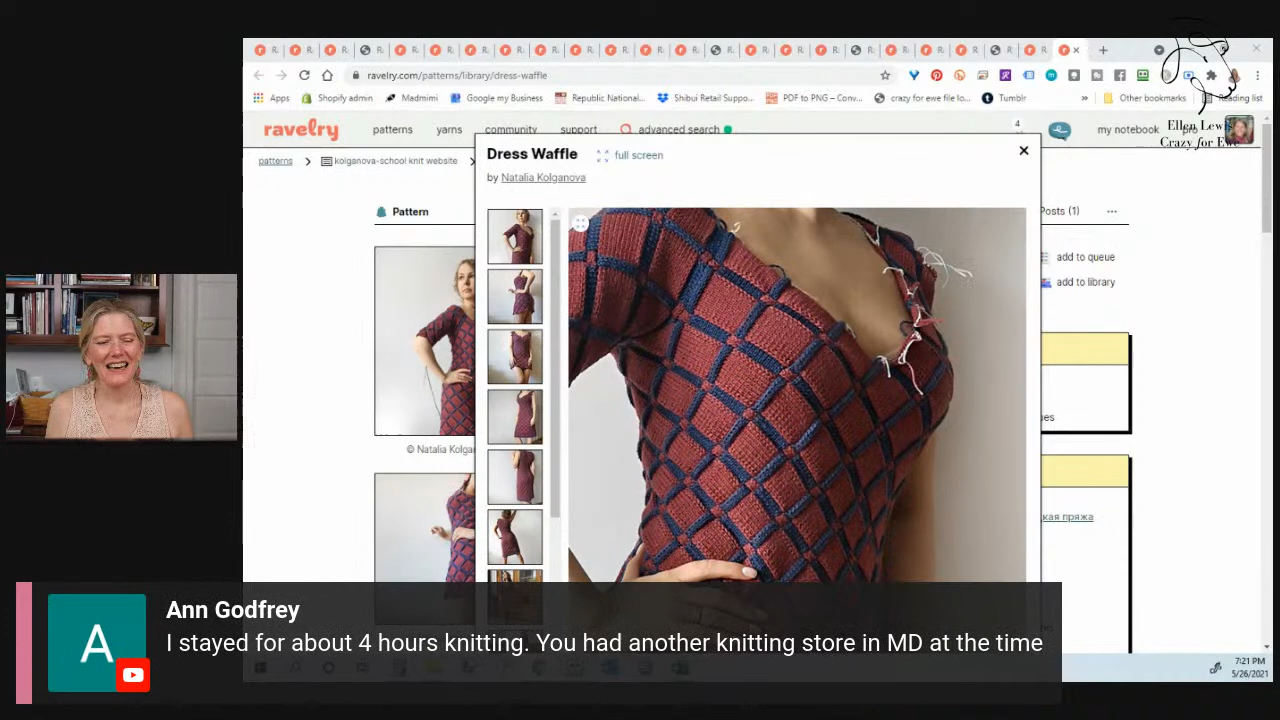 R. R. R. R. R. R. R. R. R. R. R. R. R. R. R. R. R. R. R. R. R. R. R.
ravelry.com/patterns/library/dress-waffle
Apps Shopify admin Madmimi Google my Business Republic National... Shibui Retail Suppo... PDF to PNG – Conv... crazy for ewe file lo... Tumblr » Other bookmarks Reading list
ravelry patterns yarns community support advanced search 4 my notebook pro
Ellen Lewis
Crazy for Ewe
patterns kolganova-school knit website
Dress Waffle full screen
by Natalia Kolganova
Pattern
Posts (1)
add to queue
add to library
© Natalia Kolga
кая пряжа
Ann Godfrey
A
I stayed for about 4 hours knitting. You had another knitting store in MD at the time
7:21 PM
5/26/2021